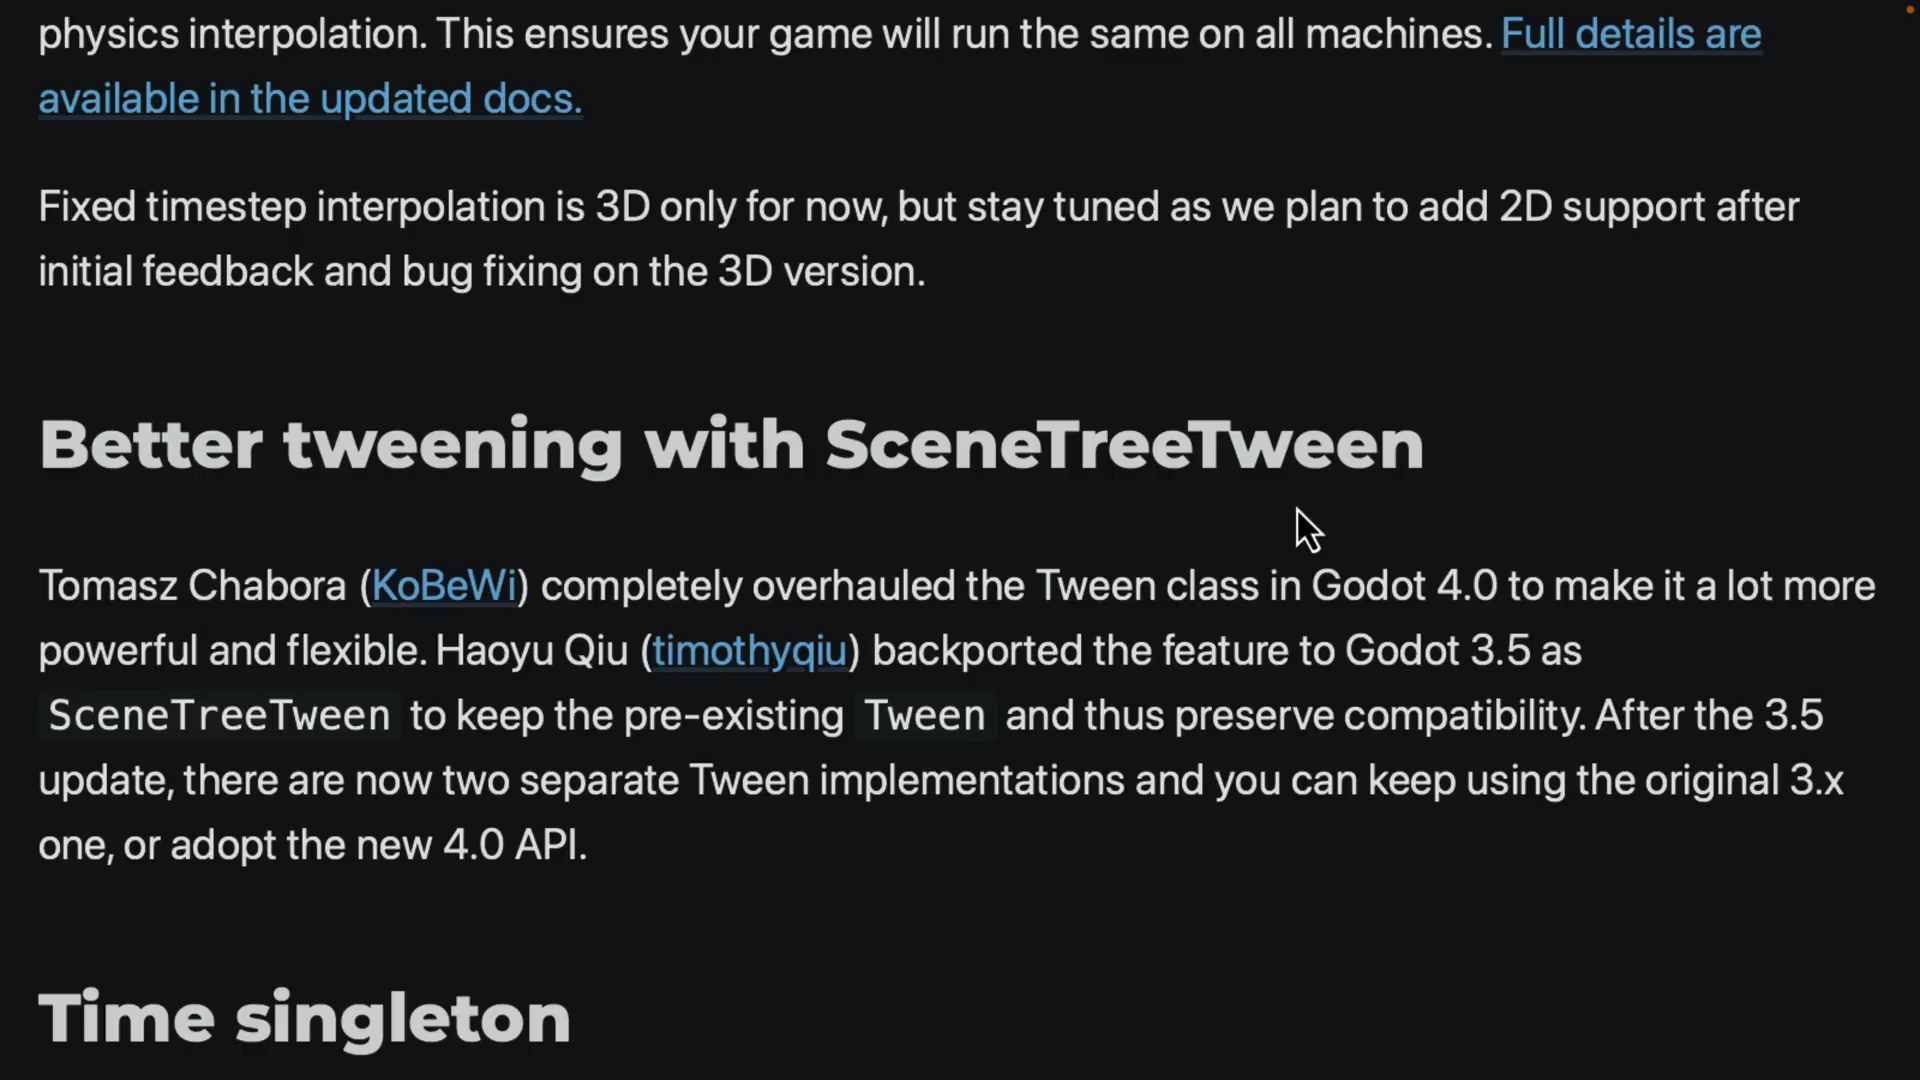 physics interpolation. This ensures your game will run the same on all machines. Full details are
available in the updated docs.
Fixed timestep interpolation is 3D only for now, but stay tuned as we plan to add 2D support after
initial feedback and bug fixing on the 3D version.
Better tweening with SceneTreeTween
Tomasz Chabora (KoBeWi) completely overhauled the Tween class in Godot 4.0 to make it a lot more
powerful and flexible. Haoyu Qiu (timothyqiu) backported the feature to Godot 3.5 as
SceneTreeTween to keep the pre-existing Tween and thus preserve compatibility. After the 3.5
update, there are now two separate Tween implementations and you can keep using the original 3.x
one, or adopt the new 4.0 API.
Time singleton